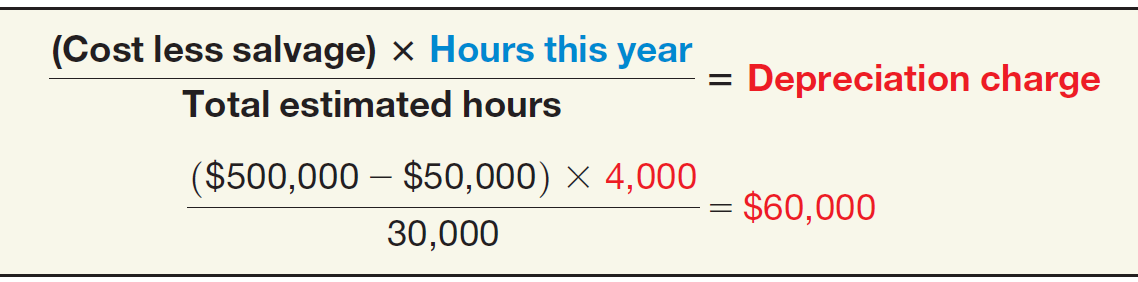 (Cost less salvage) × Hours this year
Total estimated hours
= Depreciation charge
($500,000 – $50,000) × 4,000
30,000
= $60,000